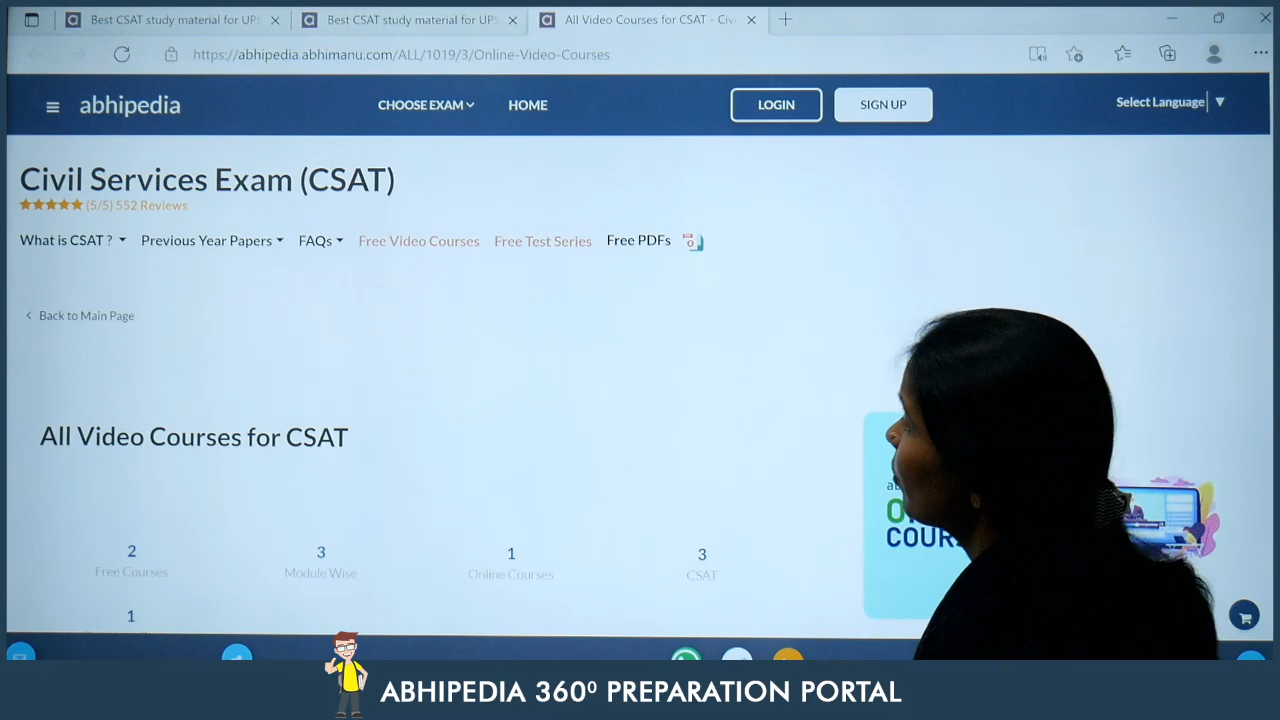 Best CSAT study material for UPS
Best CSAT study material for UPS
All Video Courses for CSAT - Civi
https://abhipedia.abhimanu.com/ALL/1019/3/Online-Video-Courses
abhipedia
CHOOSE EXAM
HOME
LOGIN
SIGN UP
Select Language
Civil Services Exam (CSAT)
(5/5) 552 Reviews
What is CSAT ?
Previous Year Papers
FAQs
Free Video Courses
Free Test Series
Free PDFs
Back to Main Page
All Video Courses for CSAT
2
Free Courses
3
Module Wise
1
Online Courses
3
CSAT
1
ABHIPEDIA 360⁰ PREPARATION PORTAL